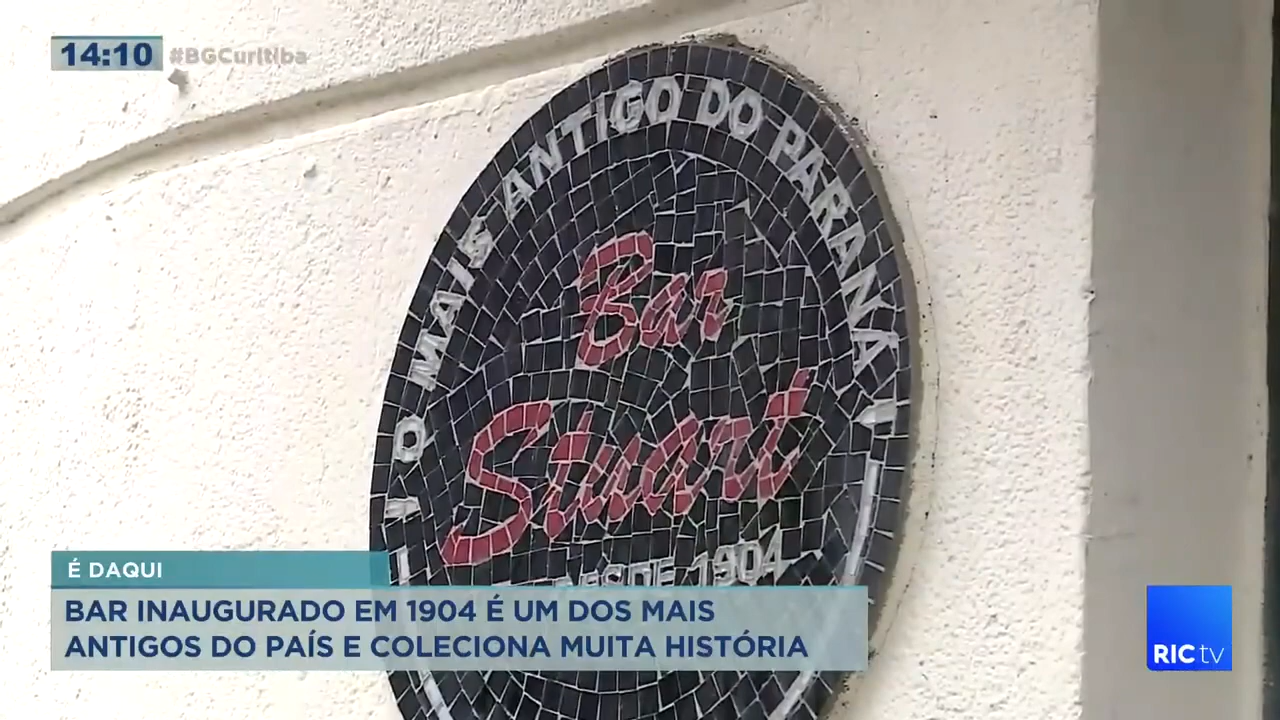 14:10 #BGCuritiba
O MAIS ANTIGO DO PARANÁ
Bar
Stuart
DESDE 1904
É DAQUI
BAR INAUGURADO EM 1904 É UM DOS MAIS
ANTIGOS DO PAÍS E COLECIONA MUITA HISTÓRIA
RIC tv